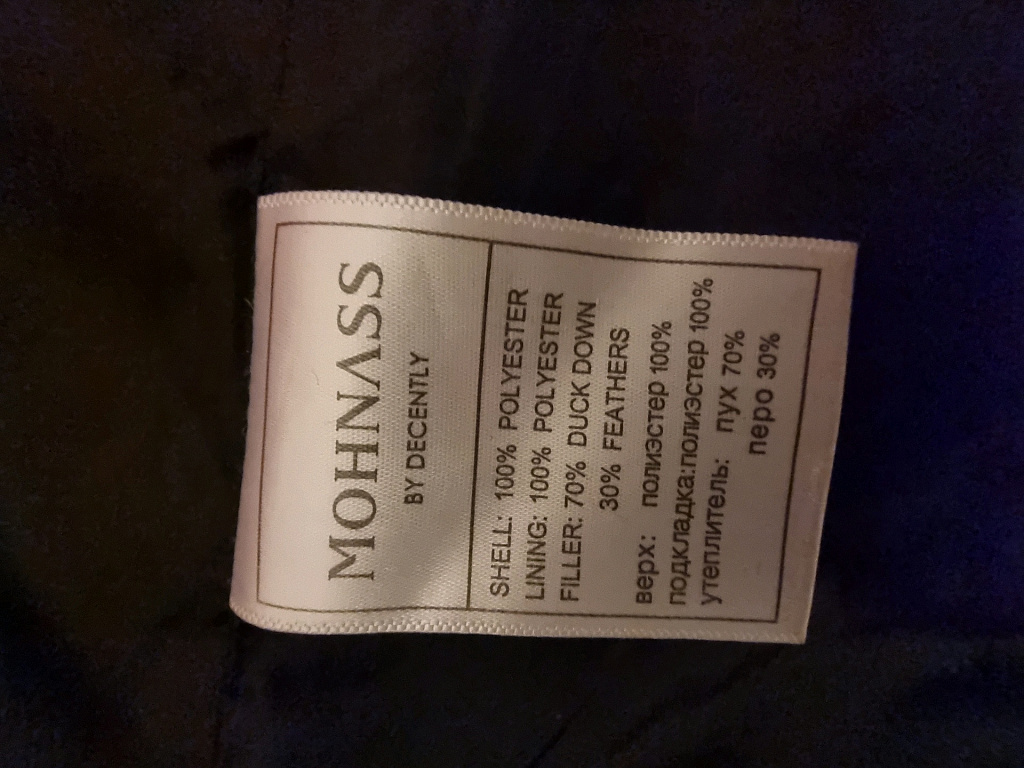 MOHNASS
BY DECENTLY
SHELL: 100% POLYESTER
LINING: 100% POLYESTER
FILLER: 70% DUCK DOWN
30% FEATHERS
верх: полиэстер 100%
подкладка:полиэстер 100%
утеплитель: пух 70%
перо 30%